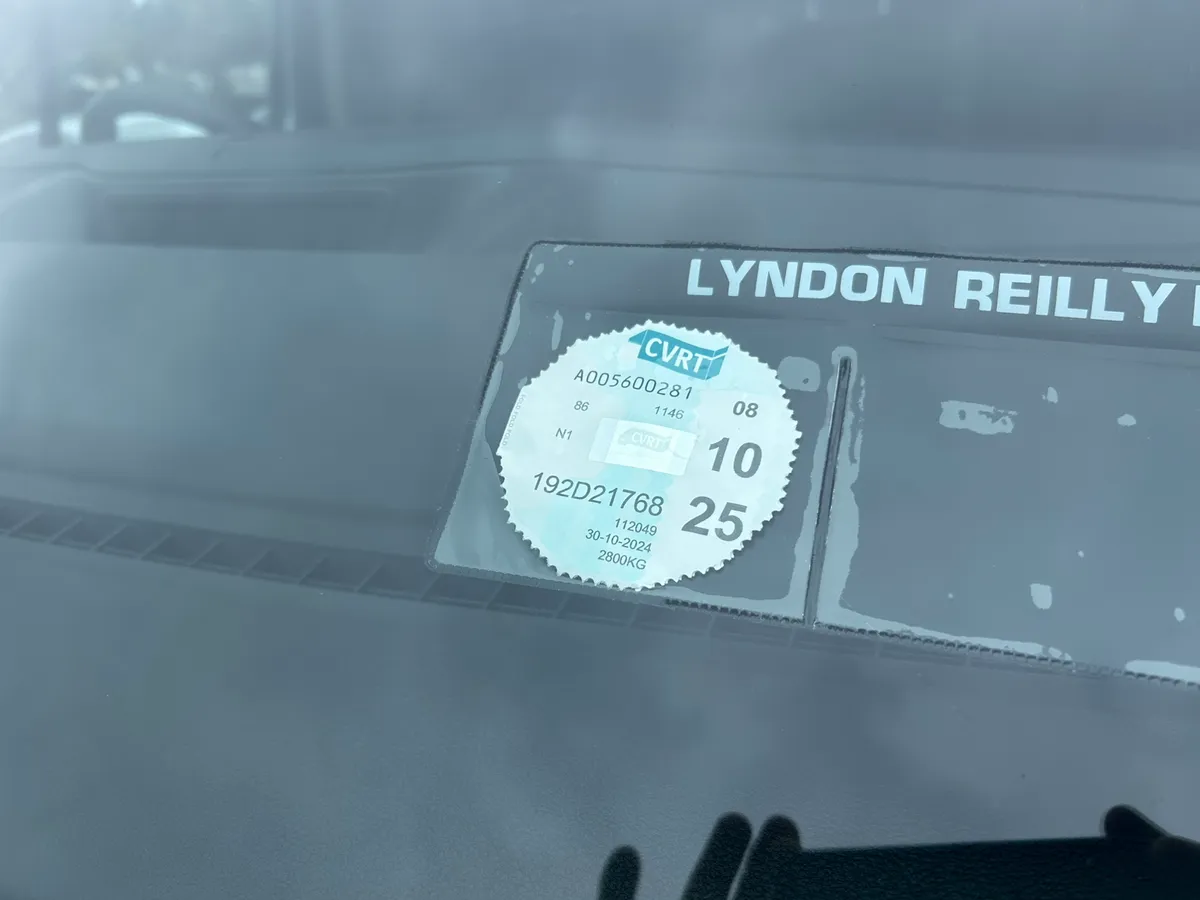 LYNDON REILLY
CVRT
A005600281
86 1146 08
N1 CVRT 10
192D21768 25
112049
30-10-2024
2800KG